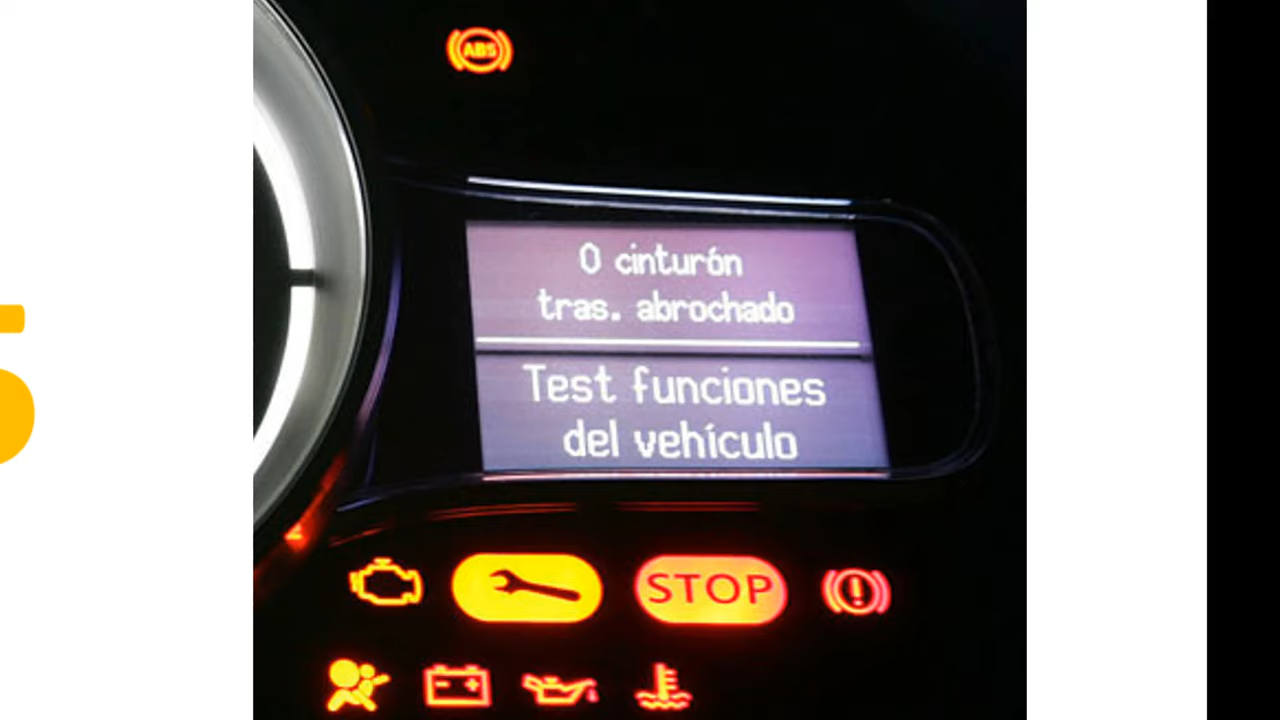 ABS
0 cinturón
tras. abrochado
Test funciones
del vehículo
STOP